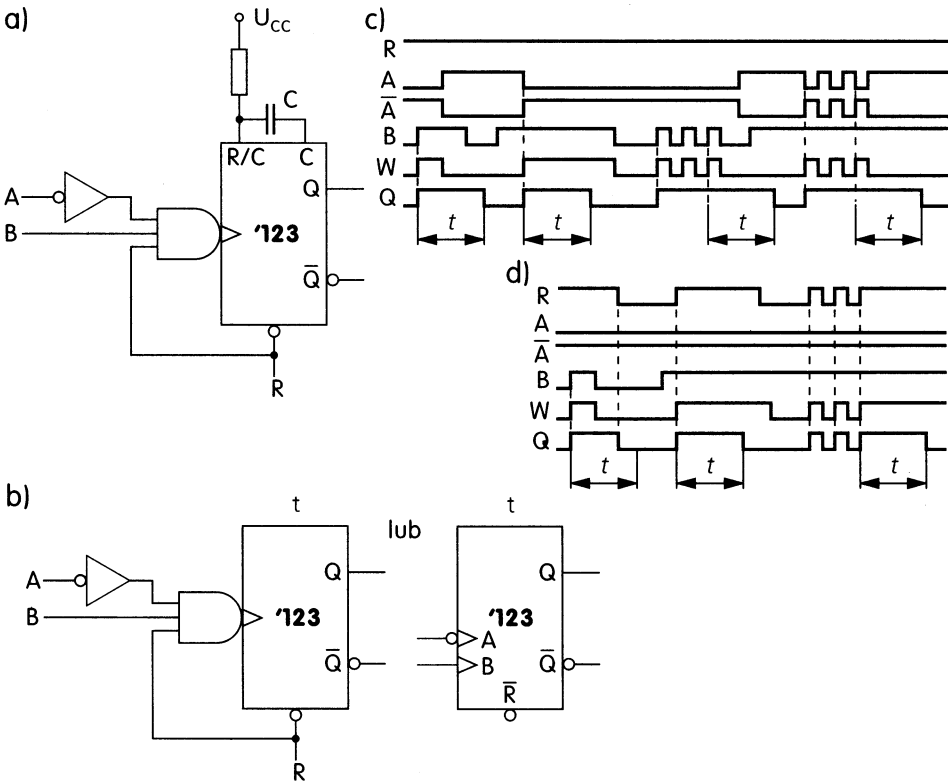 a)
U_CC
C
R/C C
A
B
'123
Q
Q̅
R
c)
R
A
A̅
B
W
Q
t t t t
d)
R
A
A̅
B
W
Q
t t t
b)
t
A
B
'123
Q
Q̅
R
lub
t
Q
'123
A
B
Q̅
R̅